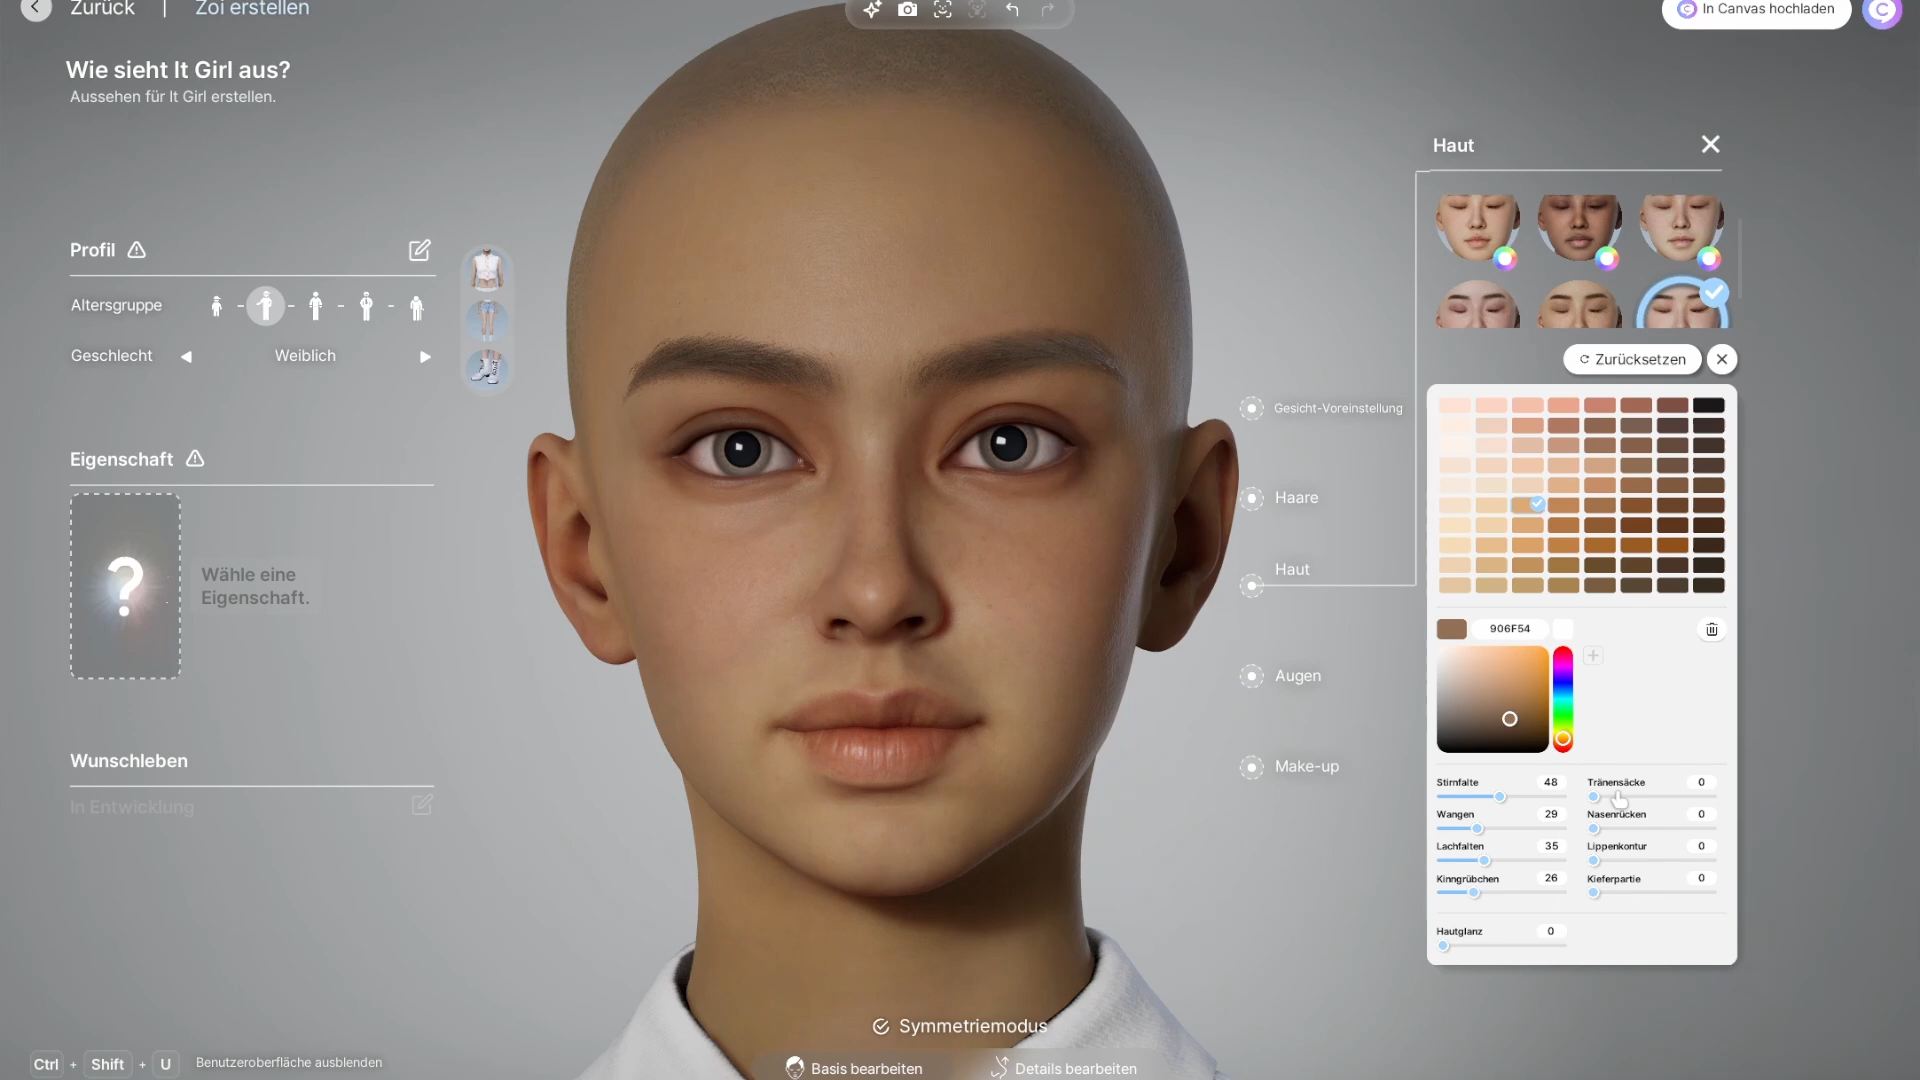 Zurück | Zoi erstellen
In Canvas hochladen
Wie sieht It Girl aus?
Aussehen für It Girl erstellen.
Profil
Altersgruppe
Geschlecht
Weiblich
Eigenschaft
?
Wähle eine
Eigenschaft.
Wunschleben
In Entwicklung
Gesicht-Voreinstellung
Haare
Haut
Augen
Make-up
Haut
Zurücksetzen
906F54
Stirnfalte 48
Tränensäcke 0
Wangen 29
Nasenrücken 0
Lachfalten 35
Lippenkontur 0
Kinngrübchen 26
Kieferpartie 0
Hautglanz 0
Symmetriemodus
Ctrl + Shift + U Benutzeroberfläche ausblenden
Basis bearbeiten
Details bearbeiten